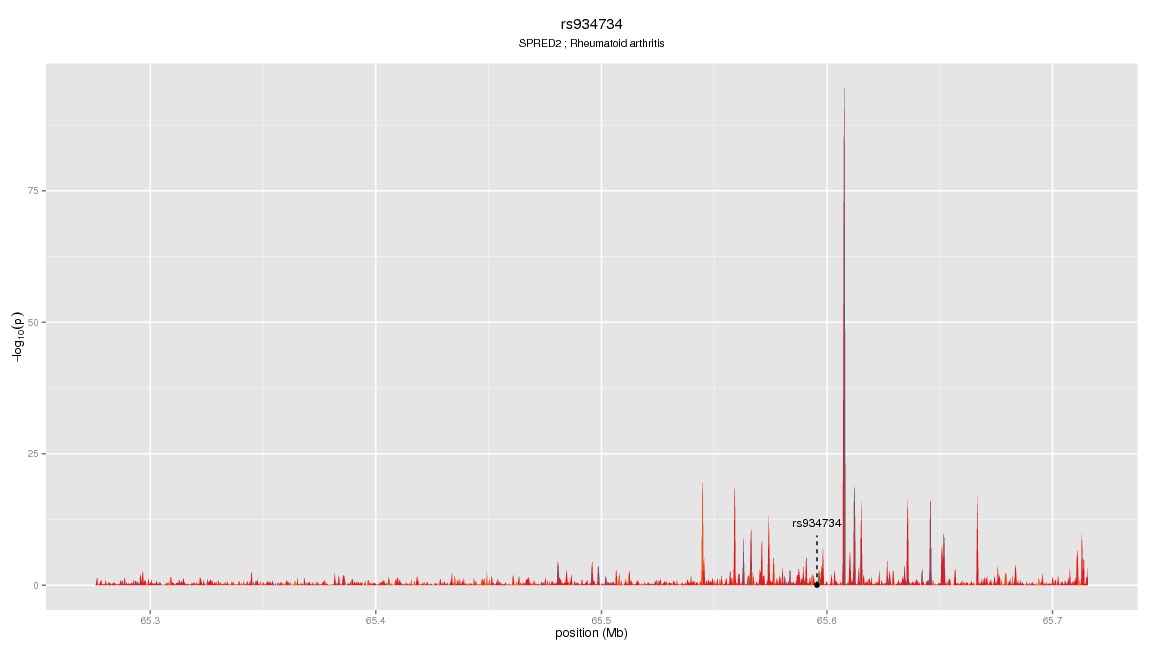 rs934734
SPRED2 ; Rheumatoid arthritis
−log10(p)
75
50
25
0
rs934734
65.3
65.4
65.5
65.6
65.7
position (Mb)